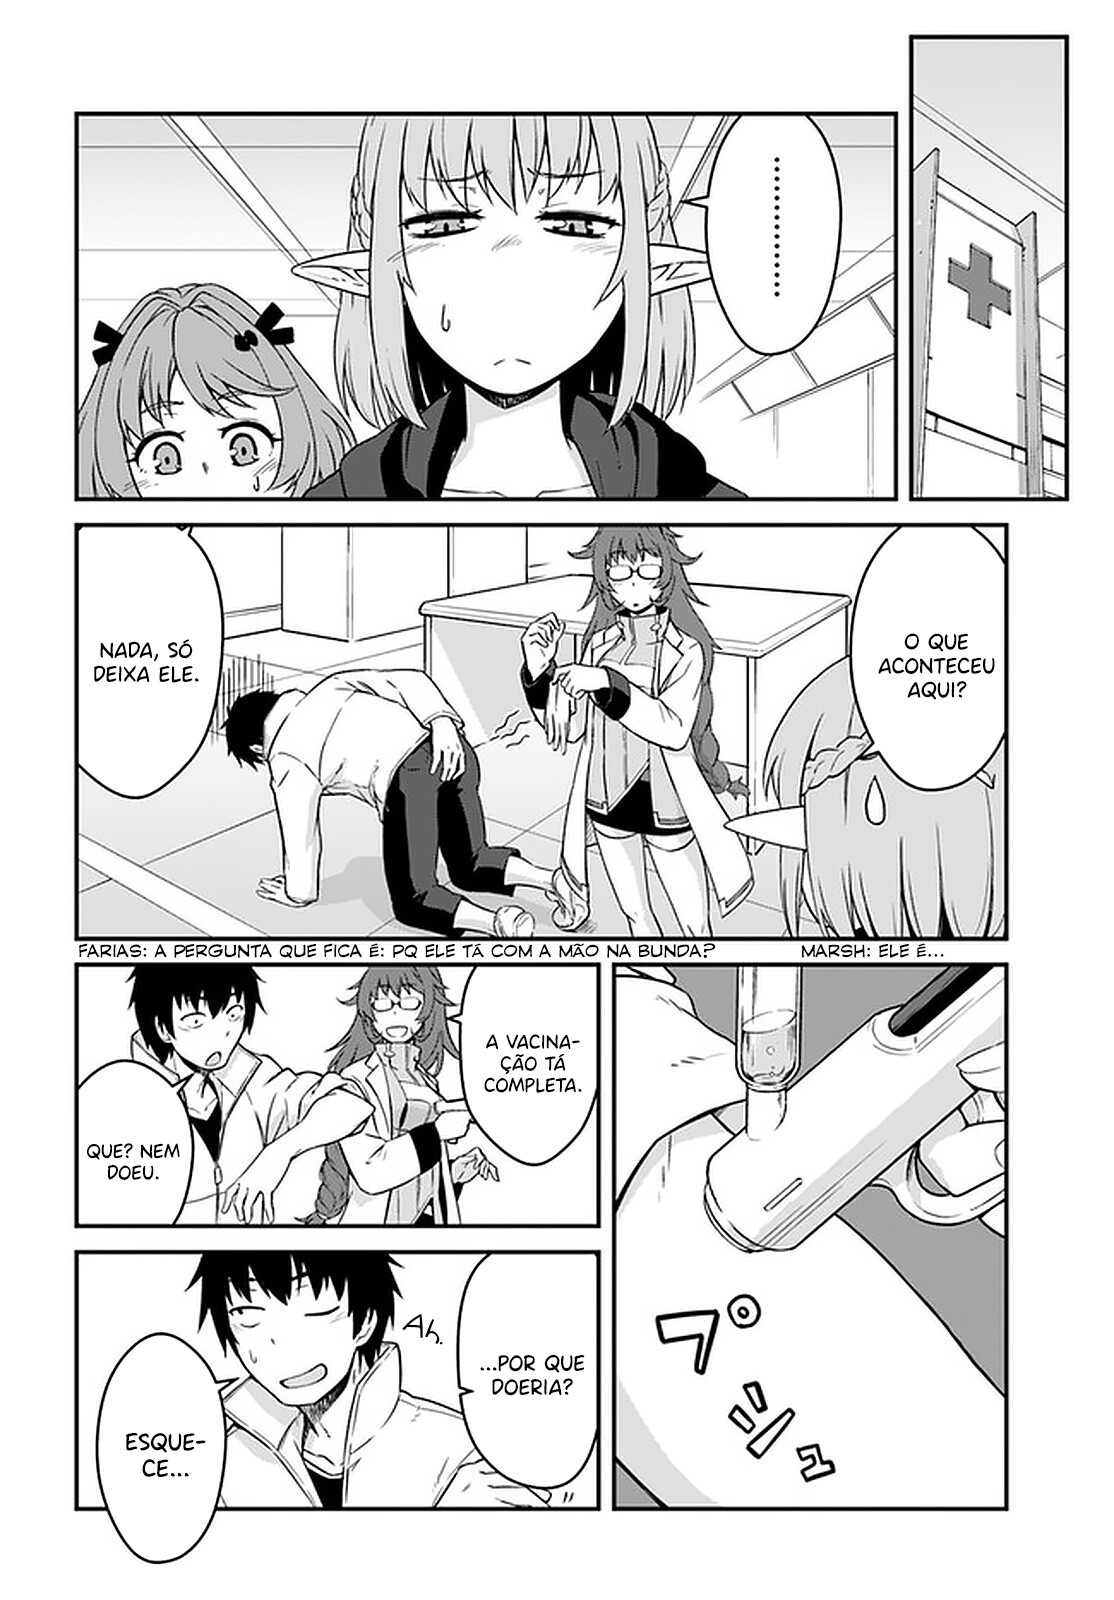 ............
O QUE
ACONTECEU
AQUI?
NADA, SÓ
DEIXA ELE.
FARIAS: A PERGUNTA QUE FICA É: PQ ELE TÁ COM A MÃO NA BUNDA?
MARSH: ELE É...
プシュ
A VACINA-
ÇÃO TÁ
COMPLETA.
QUE? NEM
DOEU.
...POR QUE
DOERIA?
Ah.
ESQUE-
CE...